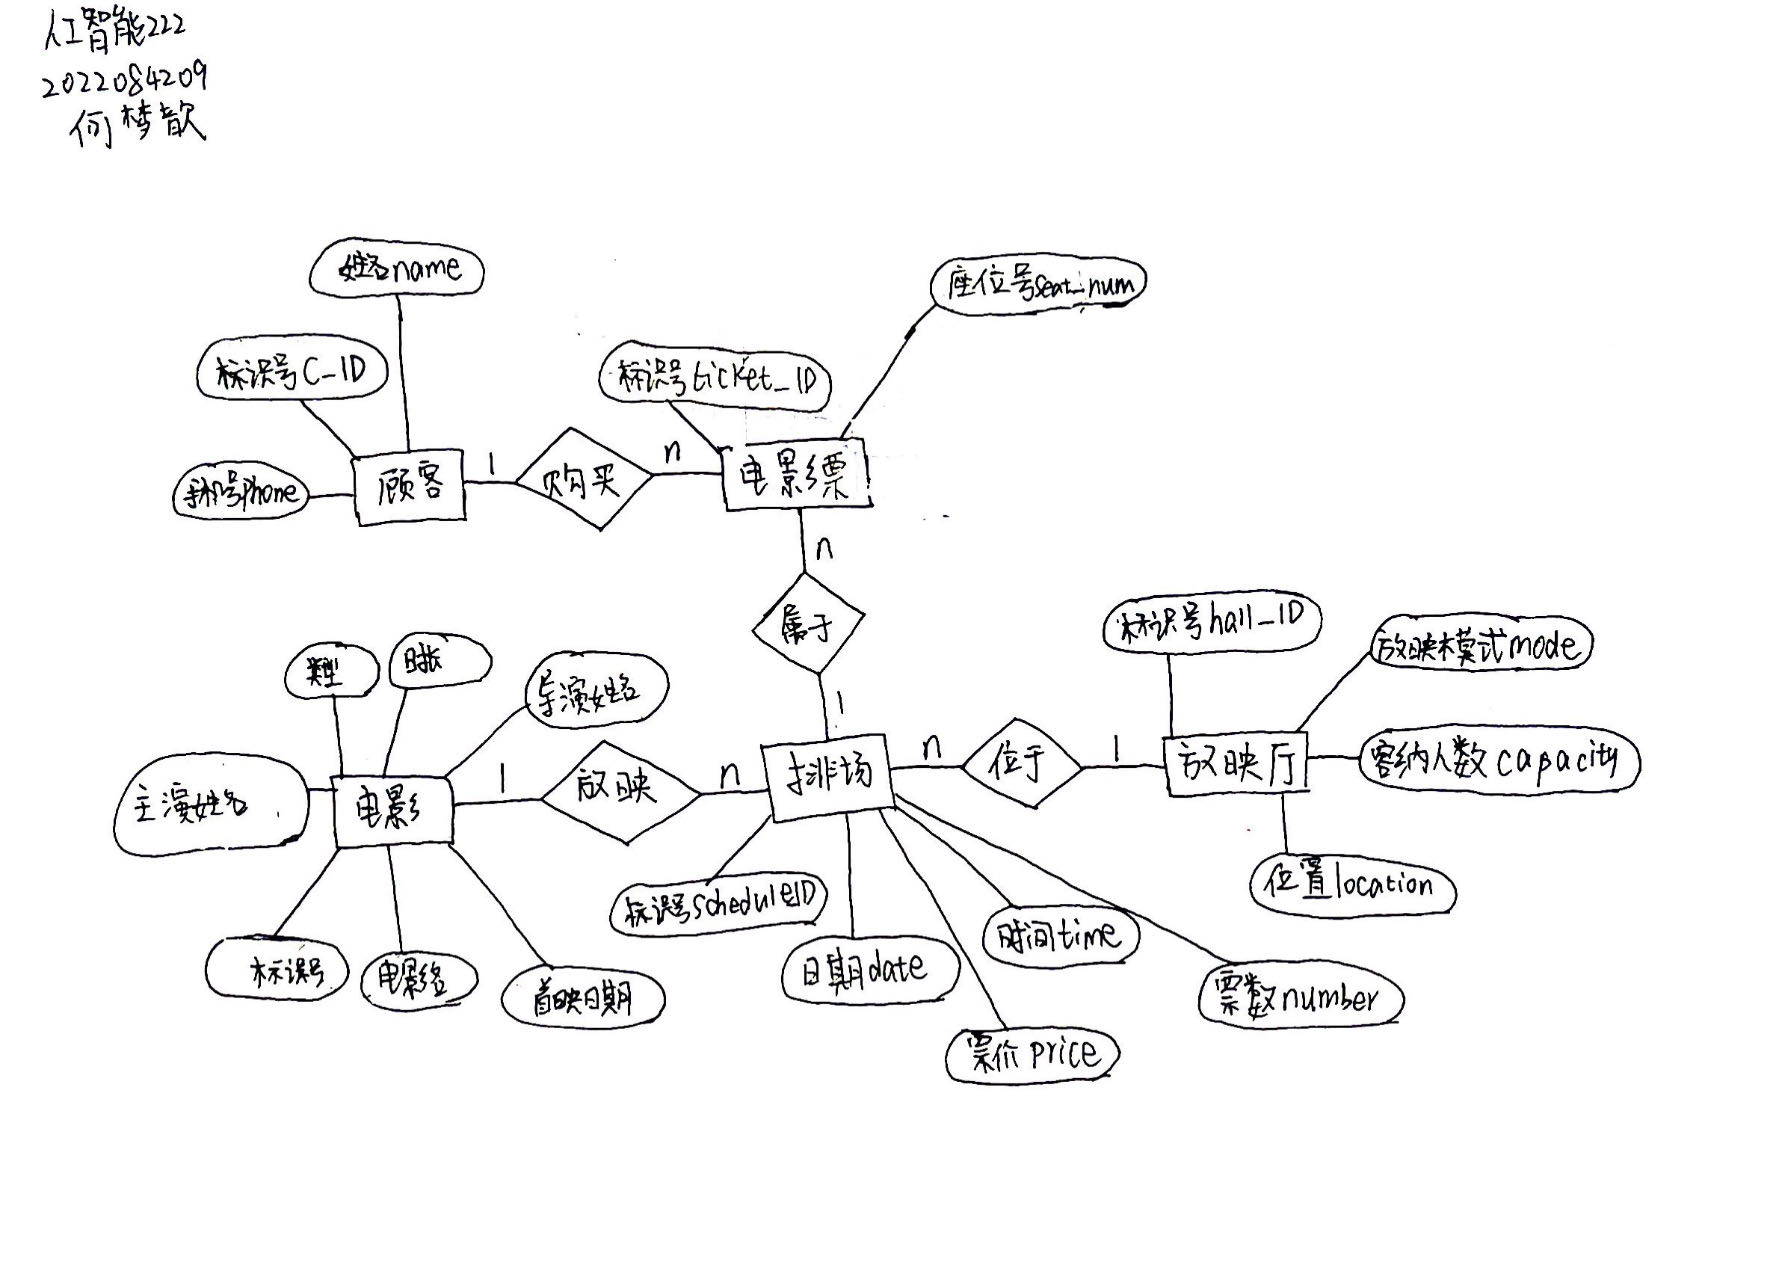 人工智能222
2022084209
何梦歆
姓名name
座位号seat_num
标识号C_ID
标识号ticket_ID
手机号phone
顾客
1
购买
n
电影票
n
属于
1
标识号hall_ID
放映模式mode
类型
时长
导演姓名
主演姓名
电影
1
放映
n
排场
n
位于
1
放映厅
容纳人数capacity
位置location
标识号scheduleID
时间time
标识号
电影名
首映日期
日期date
票数number
票价price